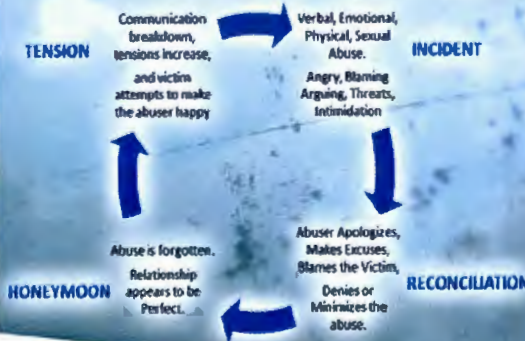 TENSION
Communication
breakdown,
tensions increase,
and victim
attempts to make
the abuser happy
Verbal, Emotional,
Physical, Sexual
Abuse.
Angry, Blaming
Arguing, Threats,
Intimidation
INCIDENT
Abuser Apologizes,
Makes Excuses,
Blames the Victim,
Denies or
Minimizes the
abuse.
RECONCILIATION
HONEYMOON
Abuse is forgotten.
Relationship
appears to be
Perfect.